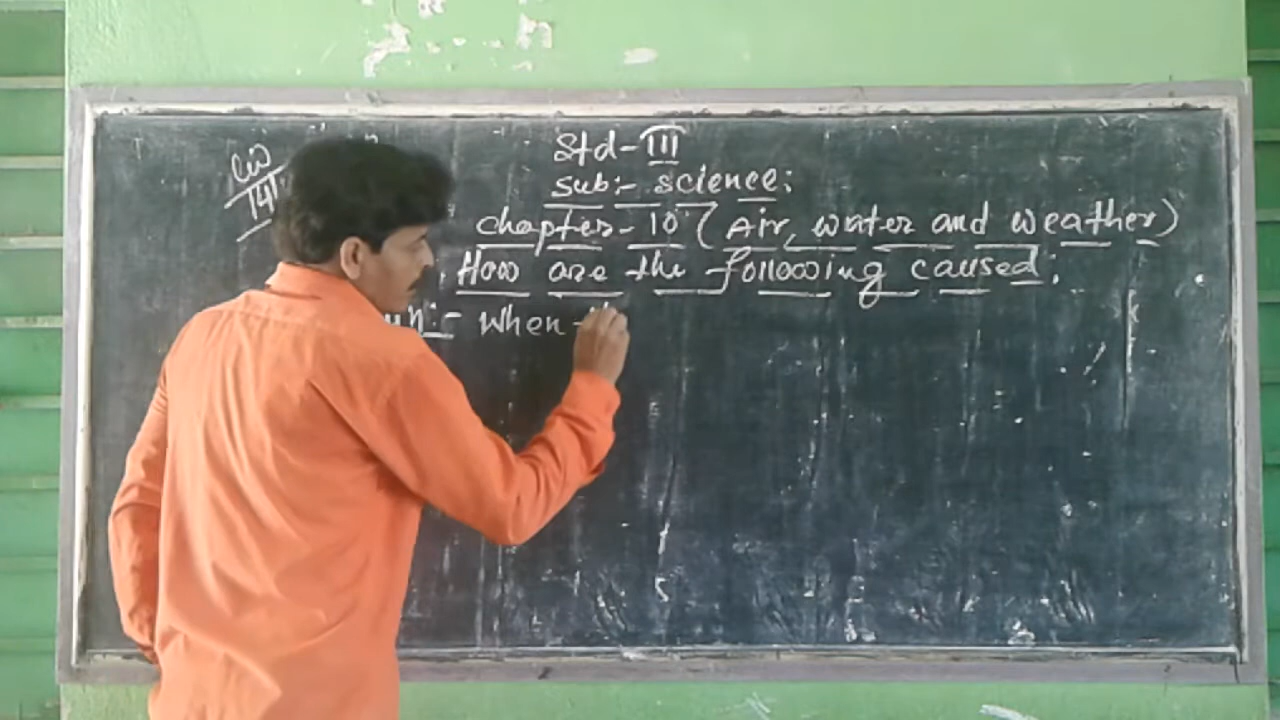 Std-III
Sub:- science:
chapter-10 (Air, water and weather)
How are the following caused:
:- When